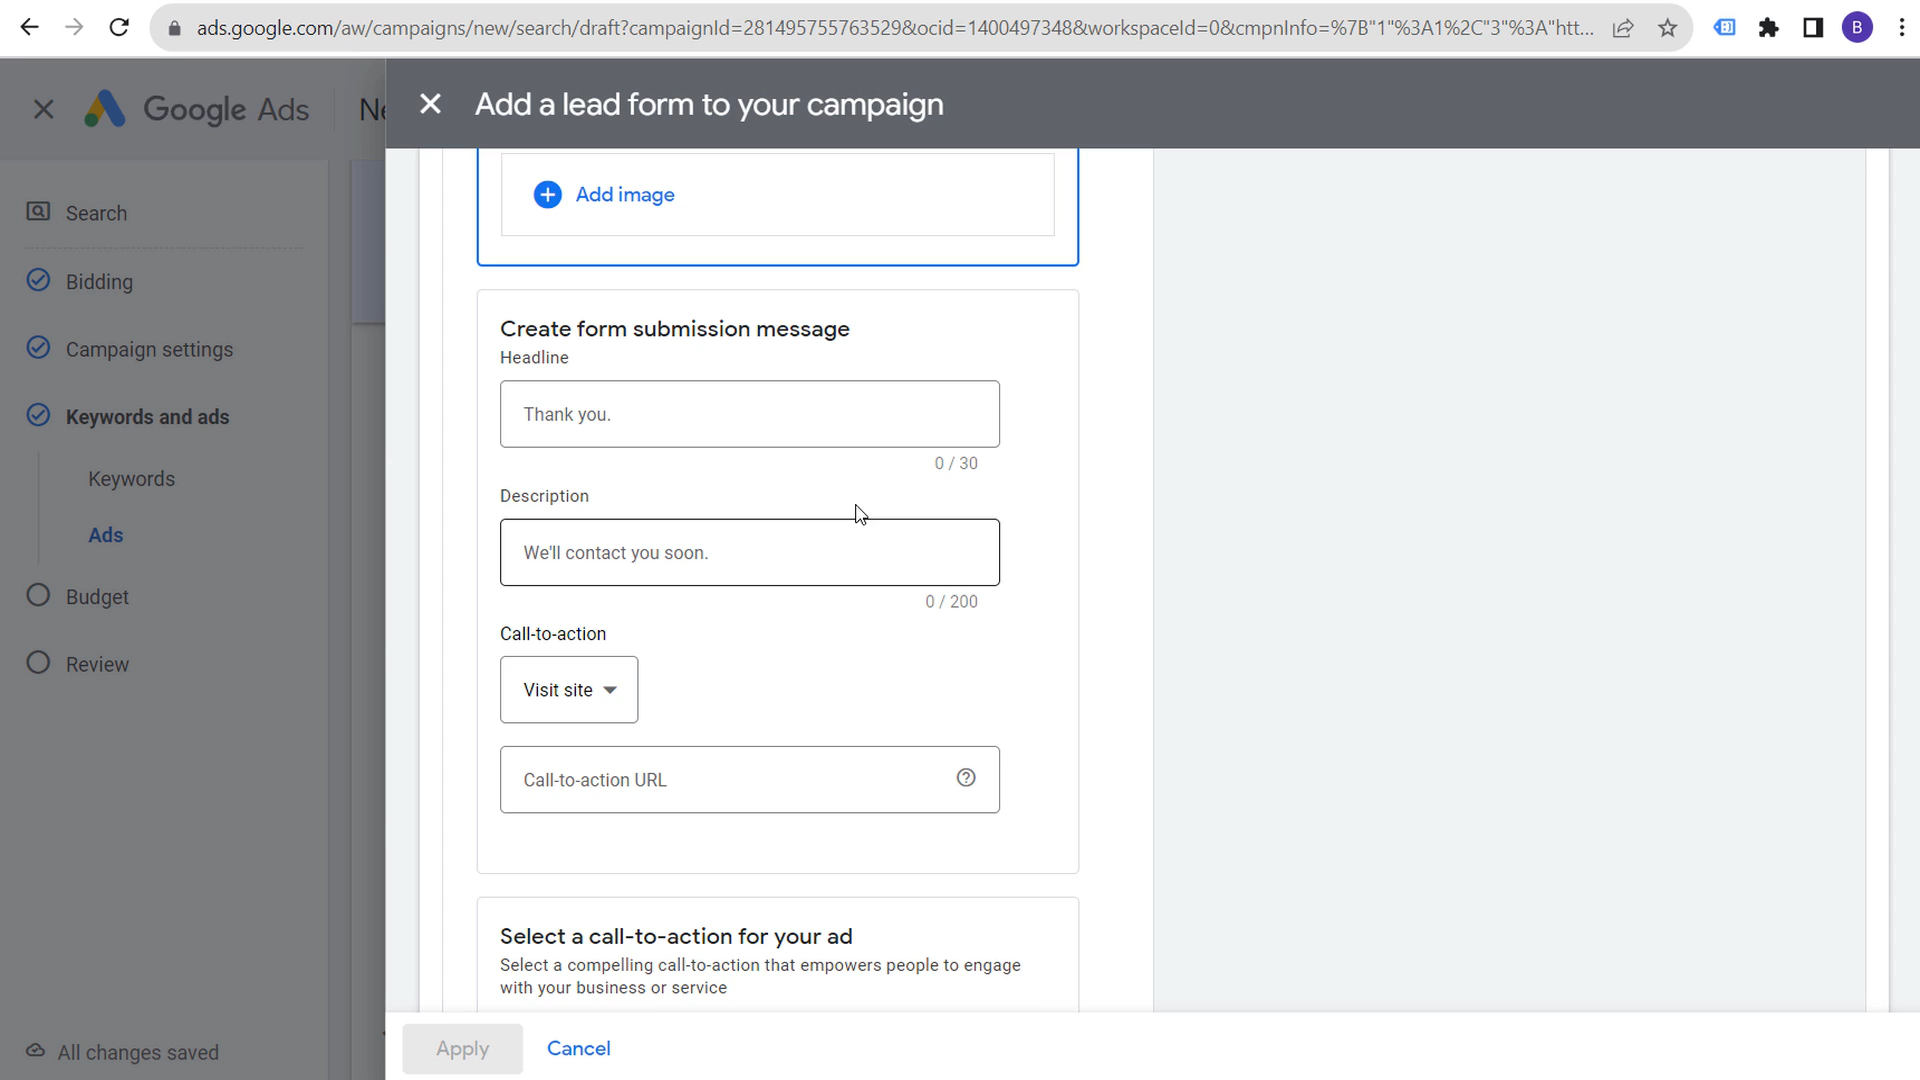 ads.google.com/aw/campaigns/new/search/draft?campaignId=281495755763529&ocid=1400497348&workspaceId=0&cmpnInfo=%7B"1"%3A1%2C"3"%3A"htt...
B
Google Ads
Ne
Add a lead form to your campaign
Search
Bidding
Campaign settings
Keywords and ads
Keywords
Ads
Budget
Review
All changes saved
Add image
Create form submission message
Headline
Thank you.
0 / 30
Description
We'll contact you soon.
0 / 200
Call-to-action
Visit site
Call-to-action URL
Select a call-to-action for your ad
Select a compelling call-to-action that empowers people to engage
with your business or service
Apply
Cancel